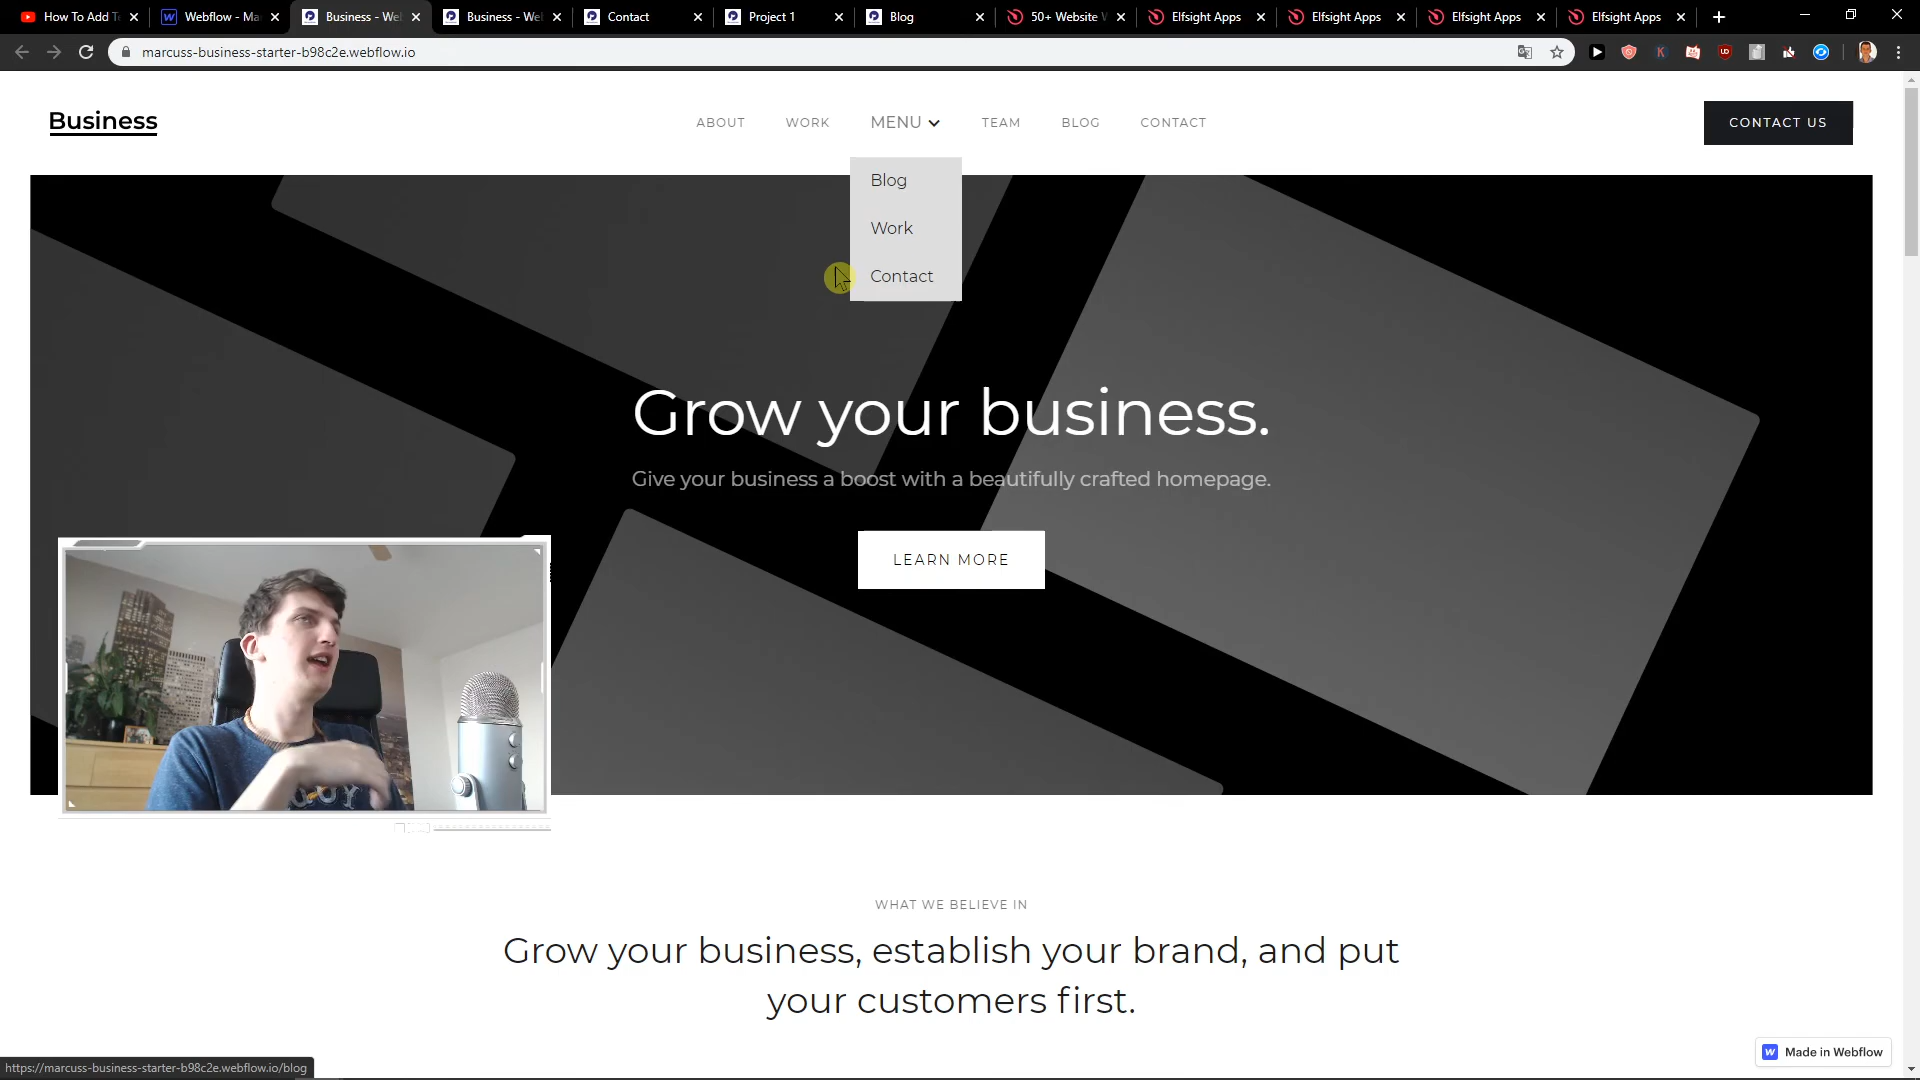 How To Add Te
Webflow - Ma
Business - We
Business - We
Contact
Project 1
Blog
50+ Website W
Elfsight Apps
Elfsight Apps
Elfsight Apps
Elfsight Apps
marcuss-business-starter-b98c2e.webflow.io
Business
ABOUT
WORK
MENU
TEAM
BLOG
CONTACT
CONTACT US
Blog
Work
Contact
Grow your business.
Give your business a boost with a beautifully crafted homepage.
LEARN MORE
WHAT WE BELIEVE IN
Grow your business, establish your brand, and put
your customers first.
Made in Webflow
https://marcuss-business-starter-b98c2e.webflow.io/blog